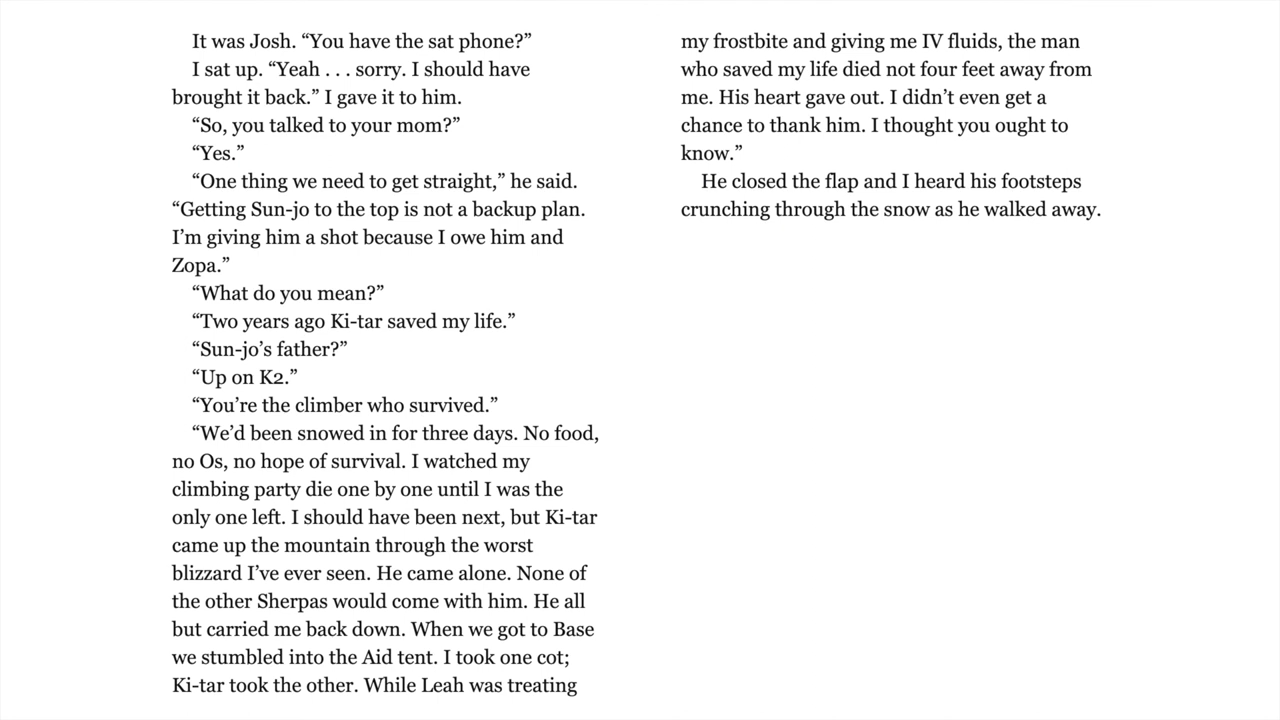 It was Josh. “You have the sat phone?”
I sat up. “Yeah . . . sorry. I should have
brought it back.” I gave it to him.
“So, you talked to your mom?”
“Yes.”
“One thing we need to get straight,” he said.
“Getting Sun-jo to the top is not a backup plan.
I’m giving him a shot because I owe him and
Zopa.”
“What do you mean?”
“Two years ago Ki-tar saved my life.”
“Sun-jo’s father?”
“Up on K2.”
“You’re the climber who survived.”
“We’d been snowed in for three days. No food,
no Os, no hope of survival. I watched my
climbing party die one by one until I was the
only one left. I should have been next, but Ki-tar
came up the mountain through the worst
blizzard I’ve ever seen. He came alone. None of
the other Sherpas would come with him. He all
but carried me back down. When we got to Base
we stumbled into the Aid tent. I took one cot;
Ki-tar took the other. While Leah was treating
my frostbite and giving me IV fluids, the man
who saved my life died not four feet away from
me. His heart gave out. I didn’t even get a
chance to thank him. I thought you ought to
know.”
He closed the flap and I heard his footsteps
crunching through the snow as he walked away.